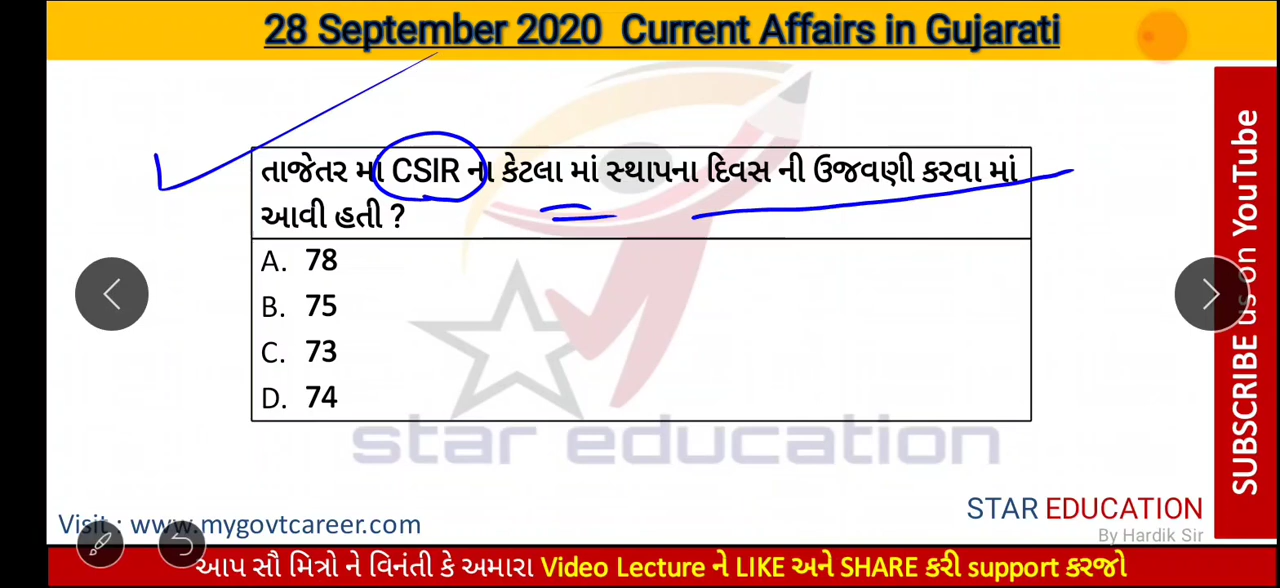 28 September 2020 Current Affairs in Gujarati
તાજેતર મા CSIR ના કેટલા માં સ્થાપના દિવસ ની ઉજવણી કરવા માં
આવી હતી ?
A. 78
B. 75
C. 73
D. 74
star education
STAR EDUCATION
By Hardik Sir
Visit : www.mygovtcareer.com
આપ સૌ મિત્રો ને વિનંતી કે અમારા Video Lecture ને LIKE અને SHARE કરી support કરજો
SUBSCRIBE us on YouTube